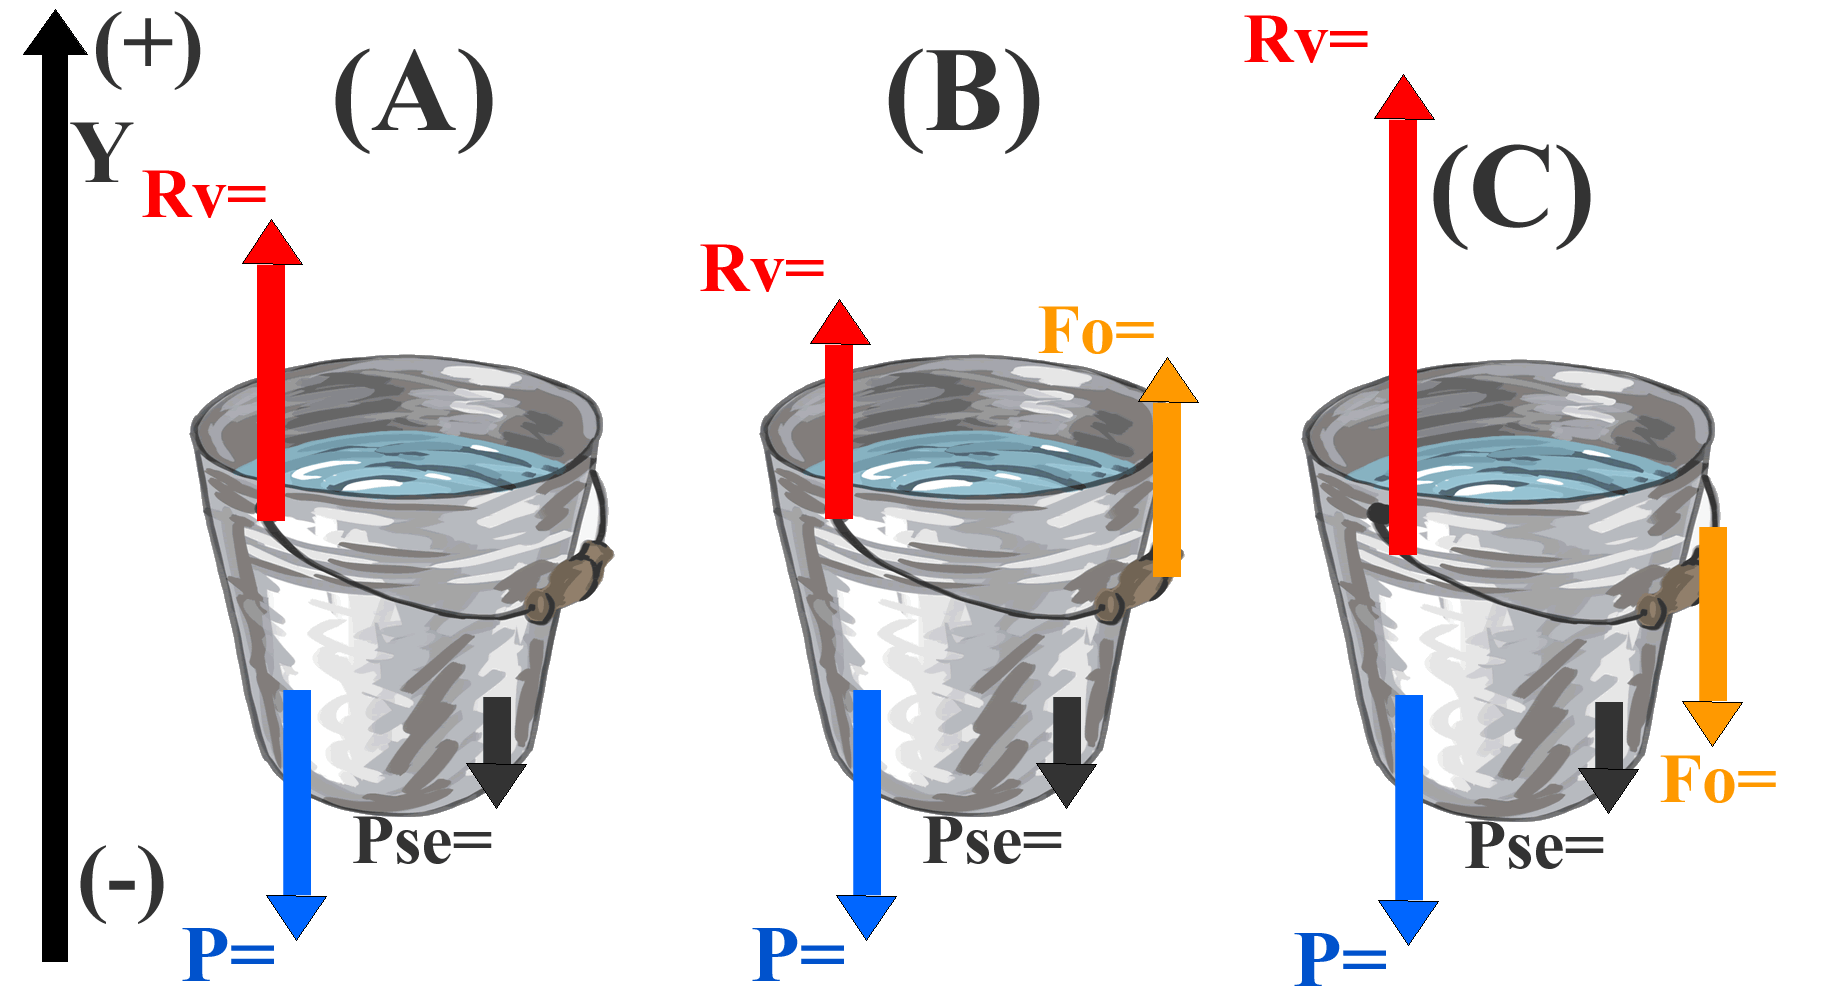 (+)
Y
(-)
(A)
Rv=
Pse=
P=
(B)
Rv=
Fo=
Pse=
P=
Rv=
(C)
Fo=
Pse=
P=